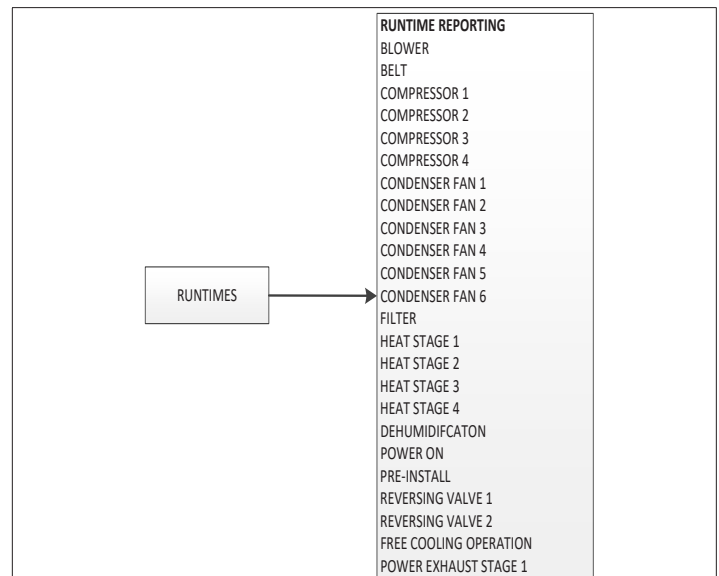 RUNTIMES
RUNTIME REPORTING
BLOWER
BELT
COMPRESSOR 1
COMPRESSOR 2
COMPRESSOR 3
COMPRESSOR 4
CONDENSER FAN 1
CONDENSER FAN 2
CONDENSER FAN 3
CONDENSER FAN 4
CONDENSER FAN 5
CONDENSER FAN 6
FILTER
HEAT STAGE 1
HEAT STAGE 2
HEAT STAGE 3
HEAT STAGE 4
DEHUMIDIFCATON
POWER ON
PRE-INSTALL
REVERSING VALVE 1
REVERSING VALVE 2
FREE COOLING OPERATION
POWER EXHAUST STAGE 1